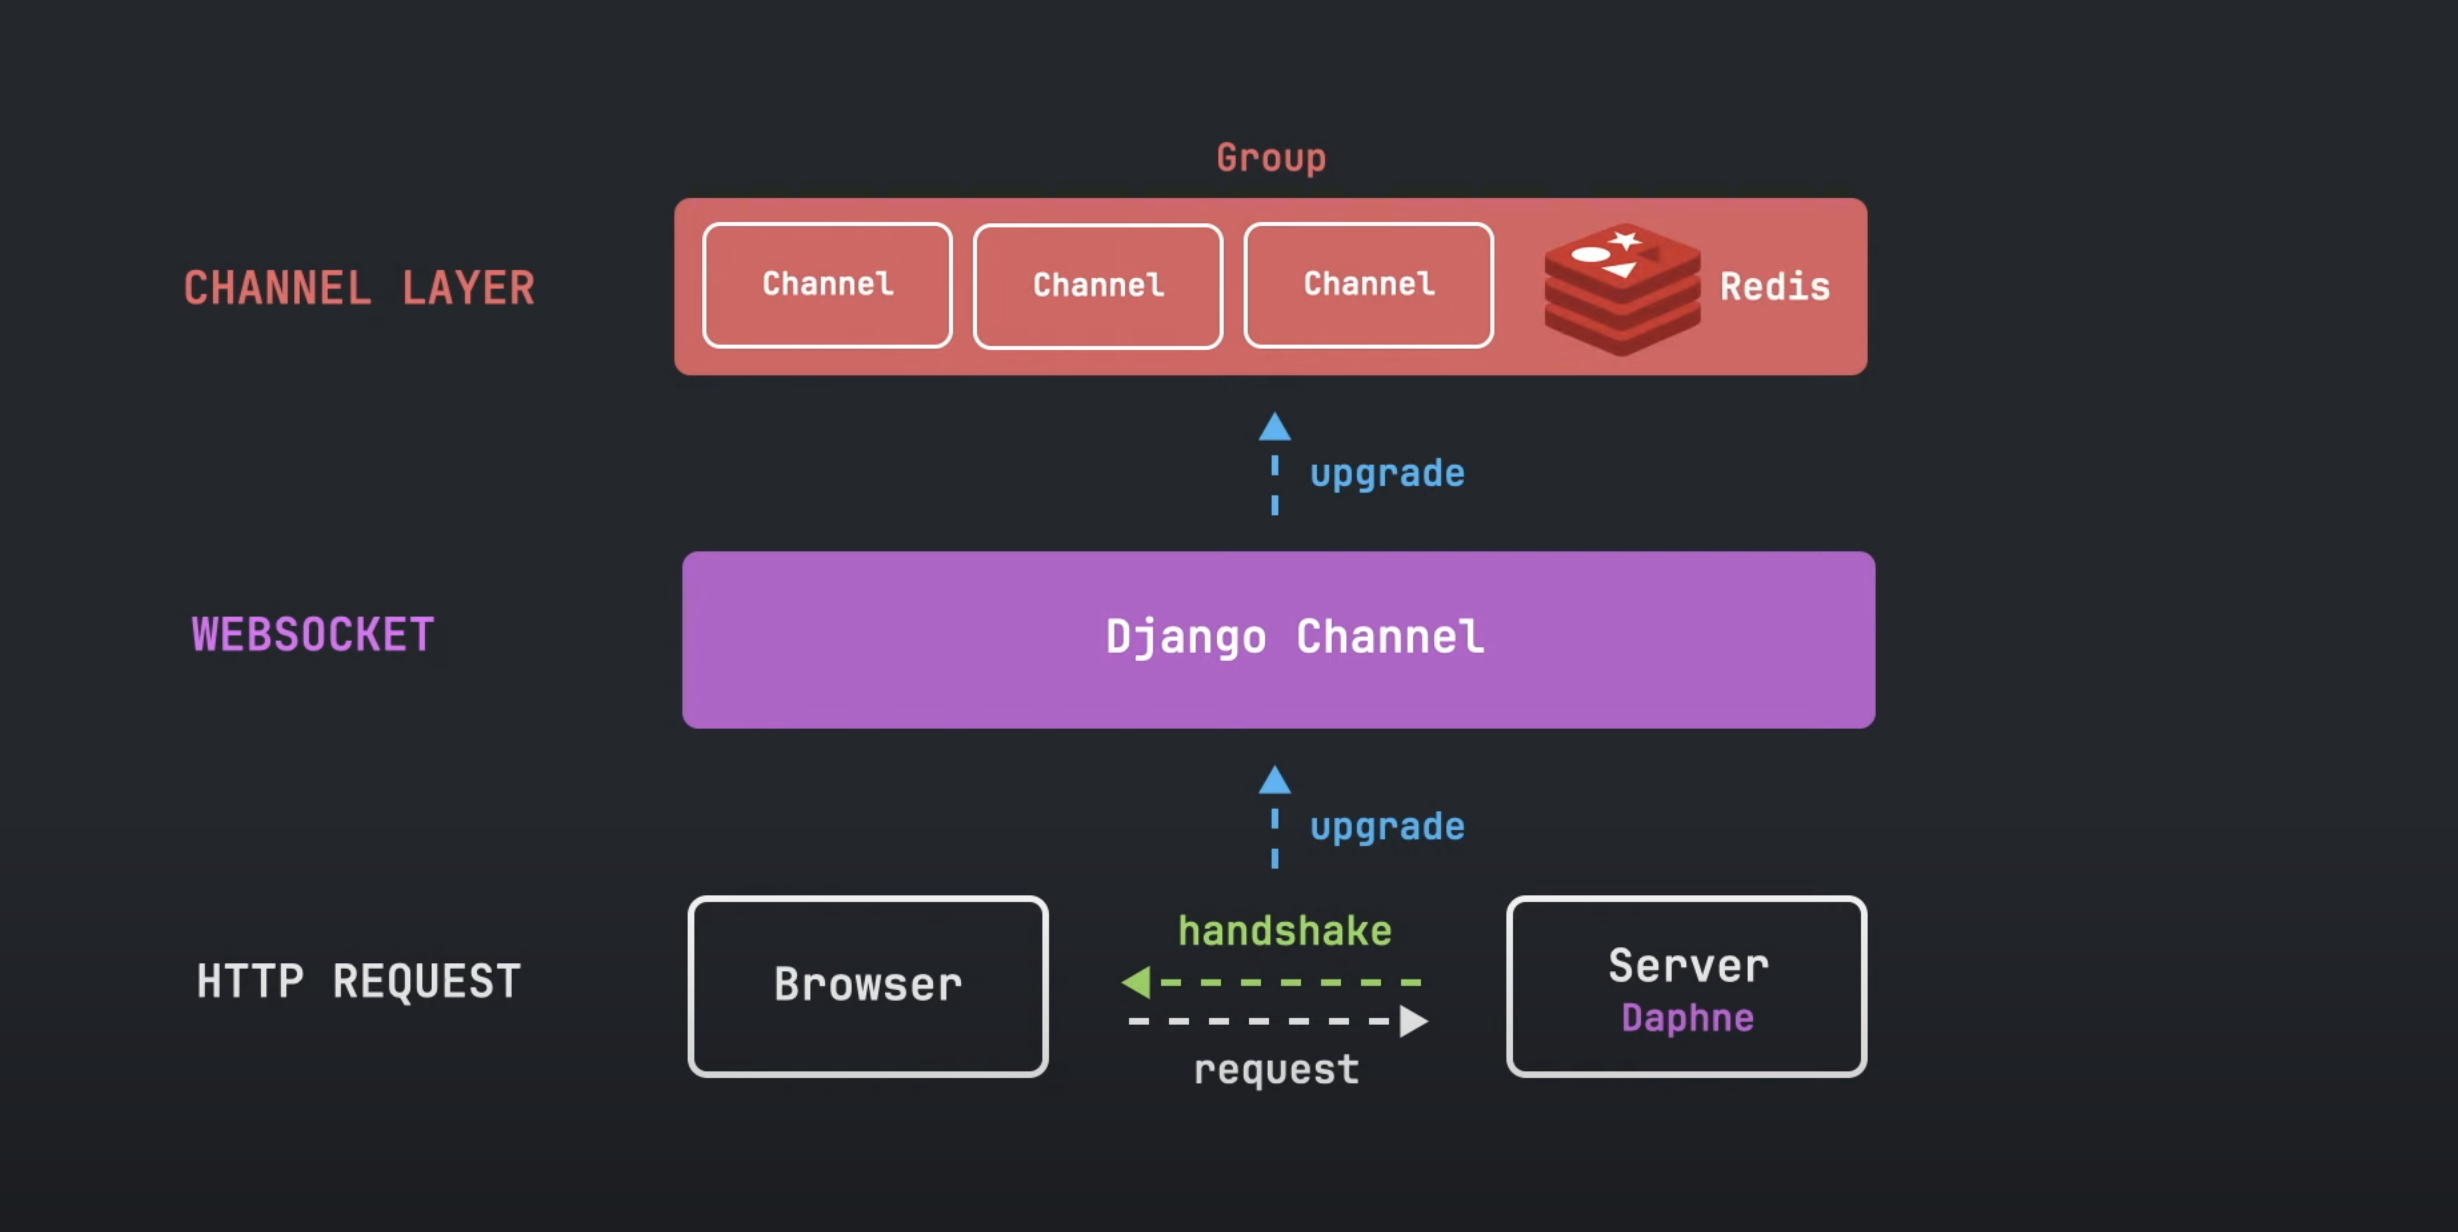 Group
CHANNEL LAYER
Channel
Channel
Channel
Redis
upgrade
WEBSOCKET
Django Channel
upgrade
HTTP REQUEST
Browser
handshake
request
Server
Daphne